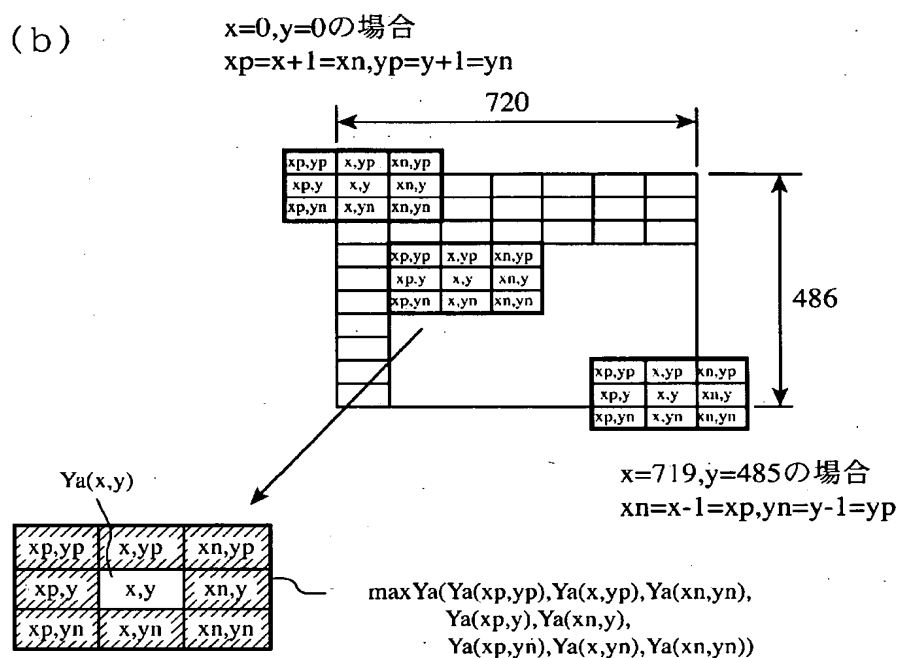 (b)
x=0,y=0の場合
xp=x+1=xn,yp=y+1=yn
720
xp,yp x,yp xn,yp
xp,y x,y xn,y
xp,yn x,yn xn,yn
xp,yp x,yp xn,yp
xp,y x,y xn,y
xp,yn x,yn xn,yn
486
xp,yp x,yp xn,yp
xp,y x,y xn,y
xp,yn x,yn xn,yn
x=719,y=485の場合
xn=x-1=xp,yn=y-1=yp
Ya(x,y)
xp,yp x,yp xn,yp
xp,y x,y xn,y
xp,yn x,yn xn,yn
maxYa(Ya(xp,yp),Ya(x,yp),Ya(xn,yn),
Ya(xp,y),Ya(xn,y),
Ya(xp,yn),Ya(x,yn),Ya(xn,yn))